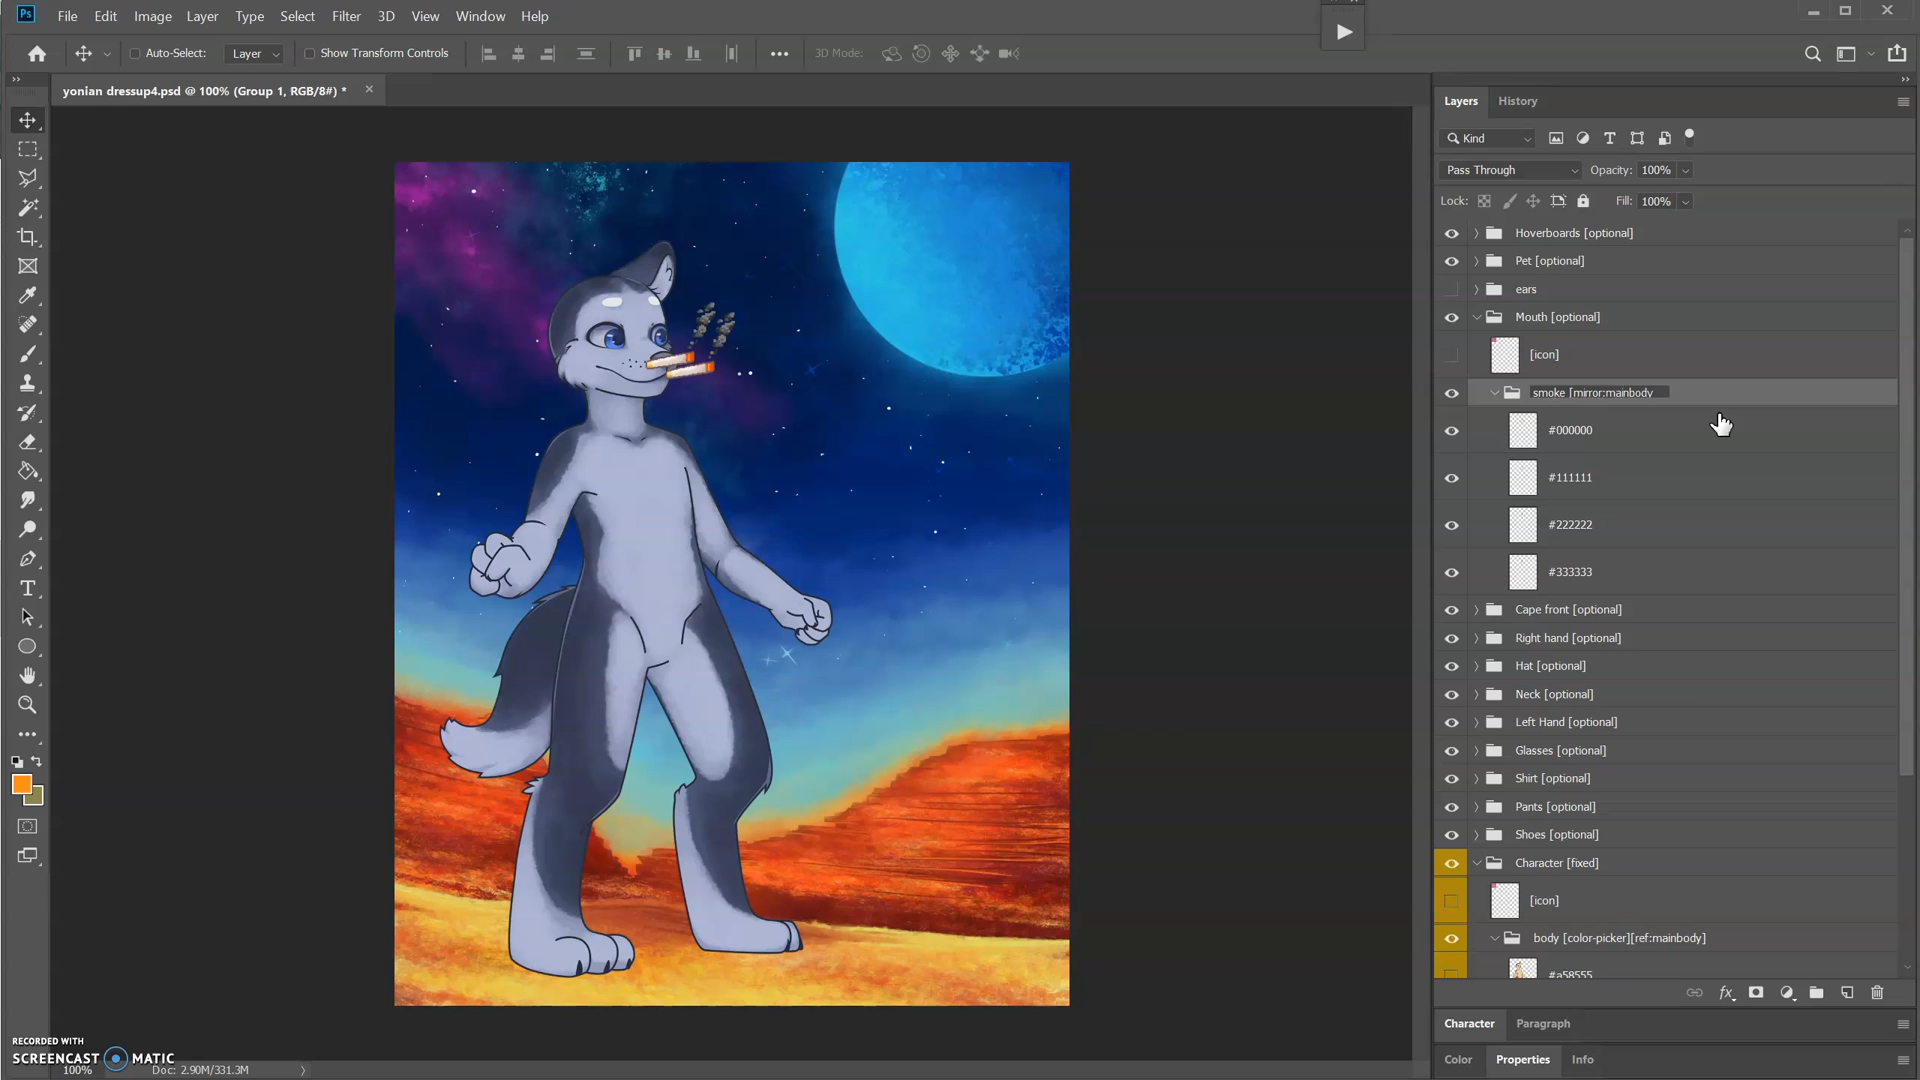 Ps File Edit Image Layer Type Select Filter 3D View Window Help
Auto-Select: Layer Show Transform Controls 3D Mode:
yonian dressup4.psd @ 100% (Group 1, RGB/8#) * ×
Layers History
Kind
Pass Through Opacity: 100%
Lock: Fill: 100%
Hoverboards [optional]
Pet [optional]
ears
Mouth [optional]
[icon]
smoke [mirror:mainbody
#000000
#111111
#222222
#333333
Cape front [optional]
Right hand [optional]
Hat [optional]
Neck [optional]
Left Hand [optional]
Glasses [optional]
Shirt [optional]
Pants [optional]
Shoes [optional]
Character [fixed]
[icon]
body [color-picker][ref:mainbody]
#a58555
fx
Character Paragraph
Color Properties Info
RECORDED WITH
SCREENCAST MATIC
100% Doc: 2.90M/331.3M